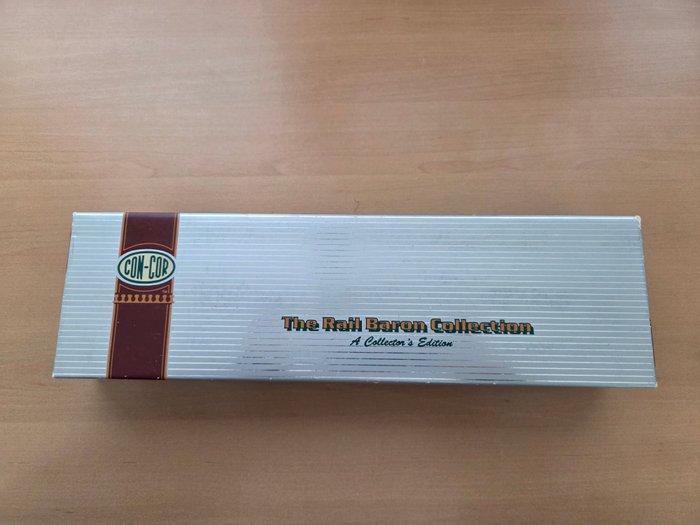 CON-COR
The Rail Baron Collection
A Collector's Edition